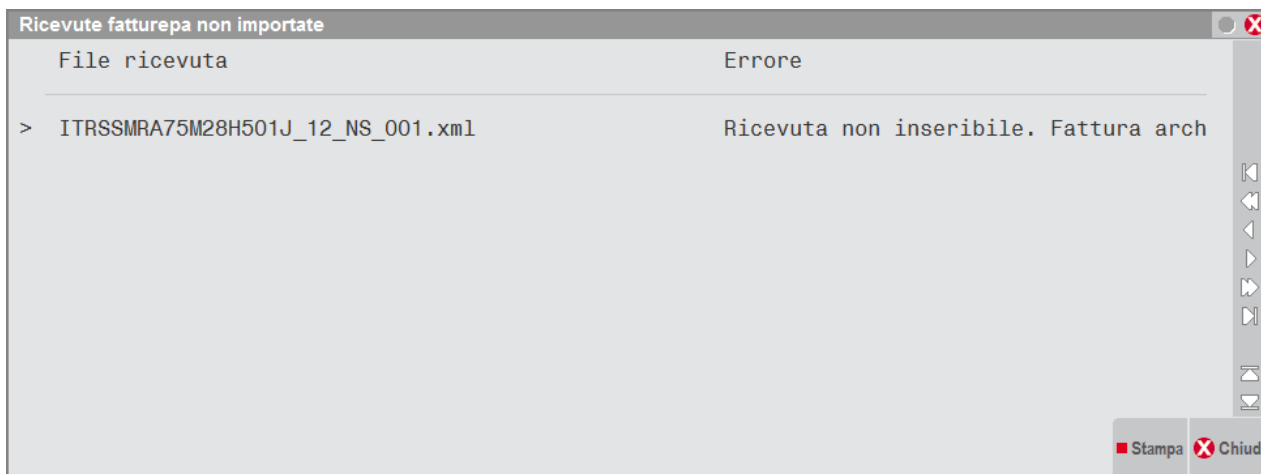 Ricevute fatturepa non importate
File ricevuta Errore
> ITRSSMRA75M28H501J_12_NS_001.xml Ricevuta non inseribile. Fattura arch
Stampa Chiud